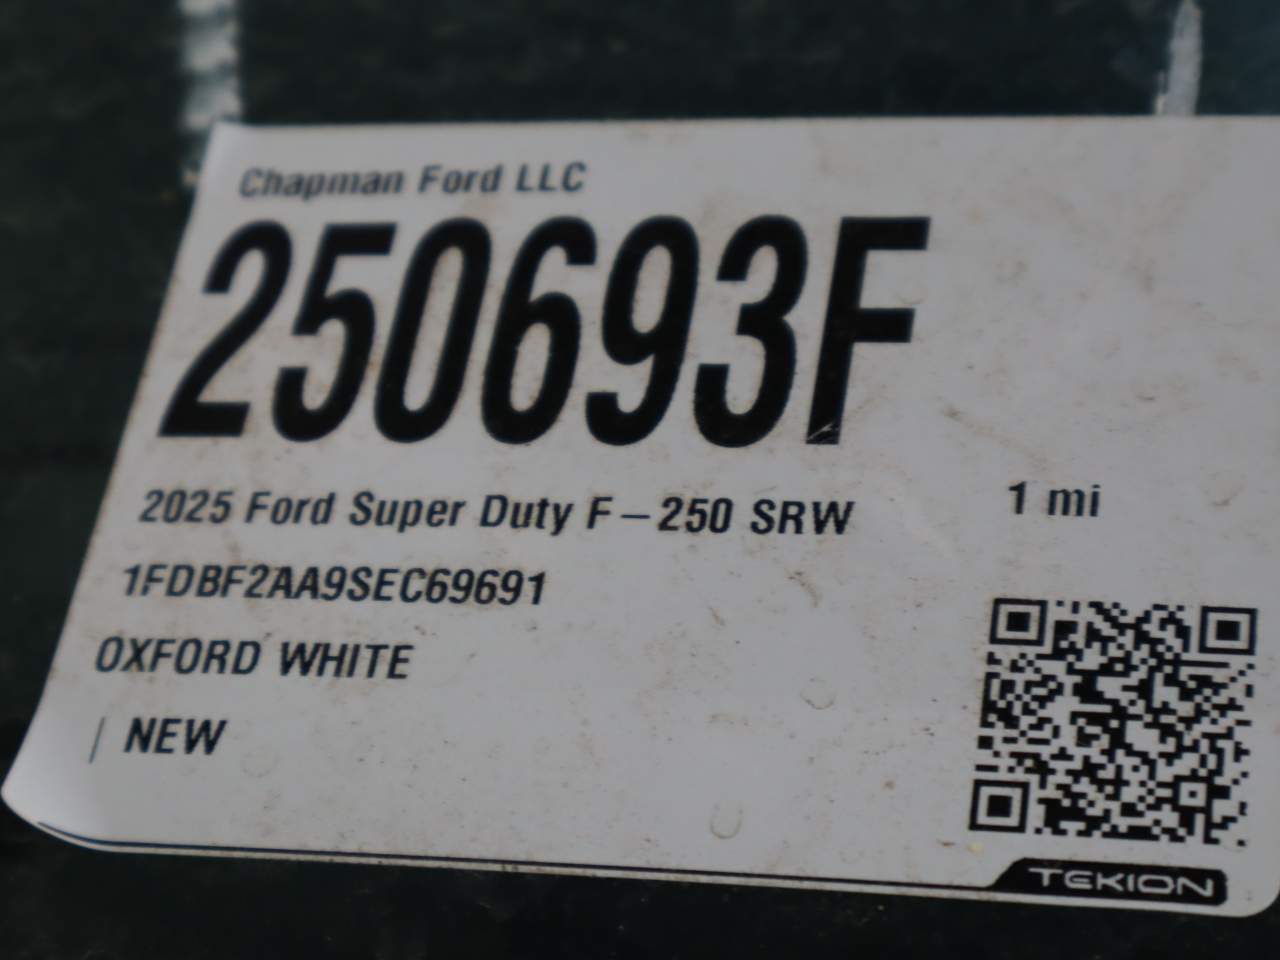 Chapman Ford LLC
250693F
2025 Ford Super Duty F-250 SRW 1 mi
1FDBF2AA9SEC69691
OXFORD WHITE
| NEW
TEKION